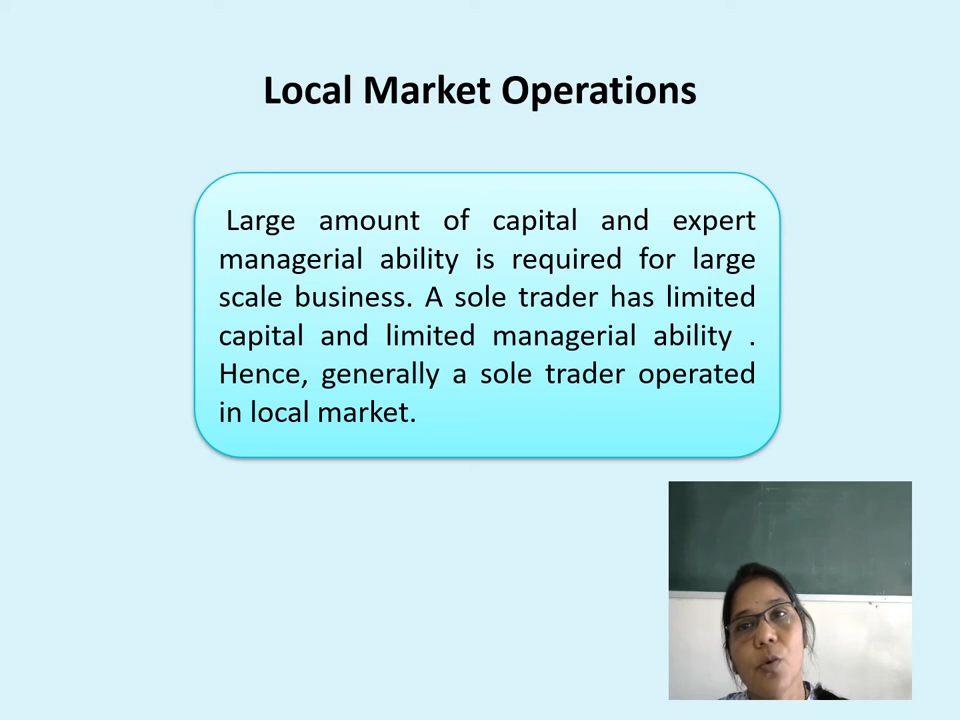 Local Market Operations
Large amount of capital and expert
managerial ability is required for large
scale business. A sole trader has limited
capital and limited managerial ability .
Hence, generally a sole trader operated
in local market.